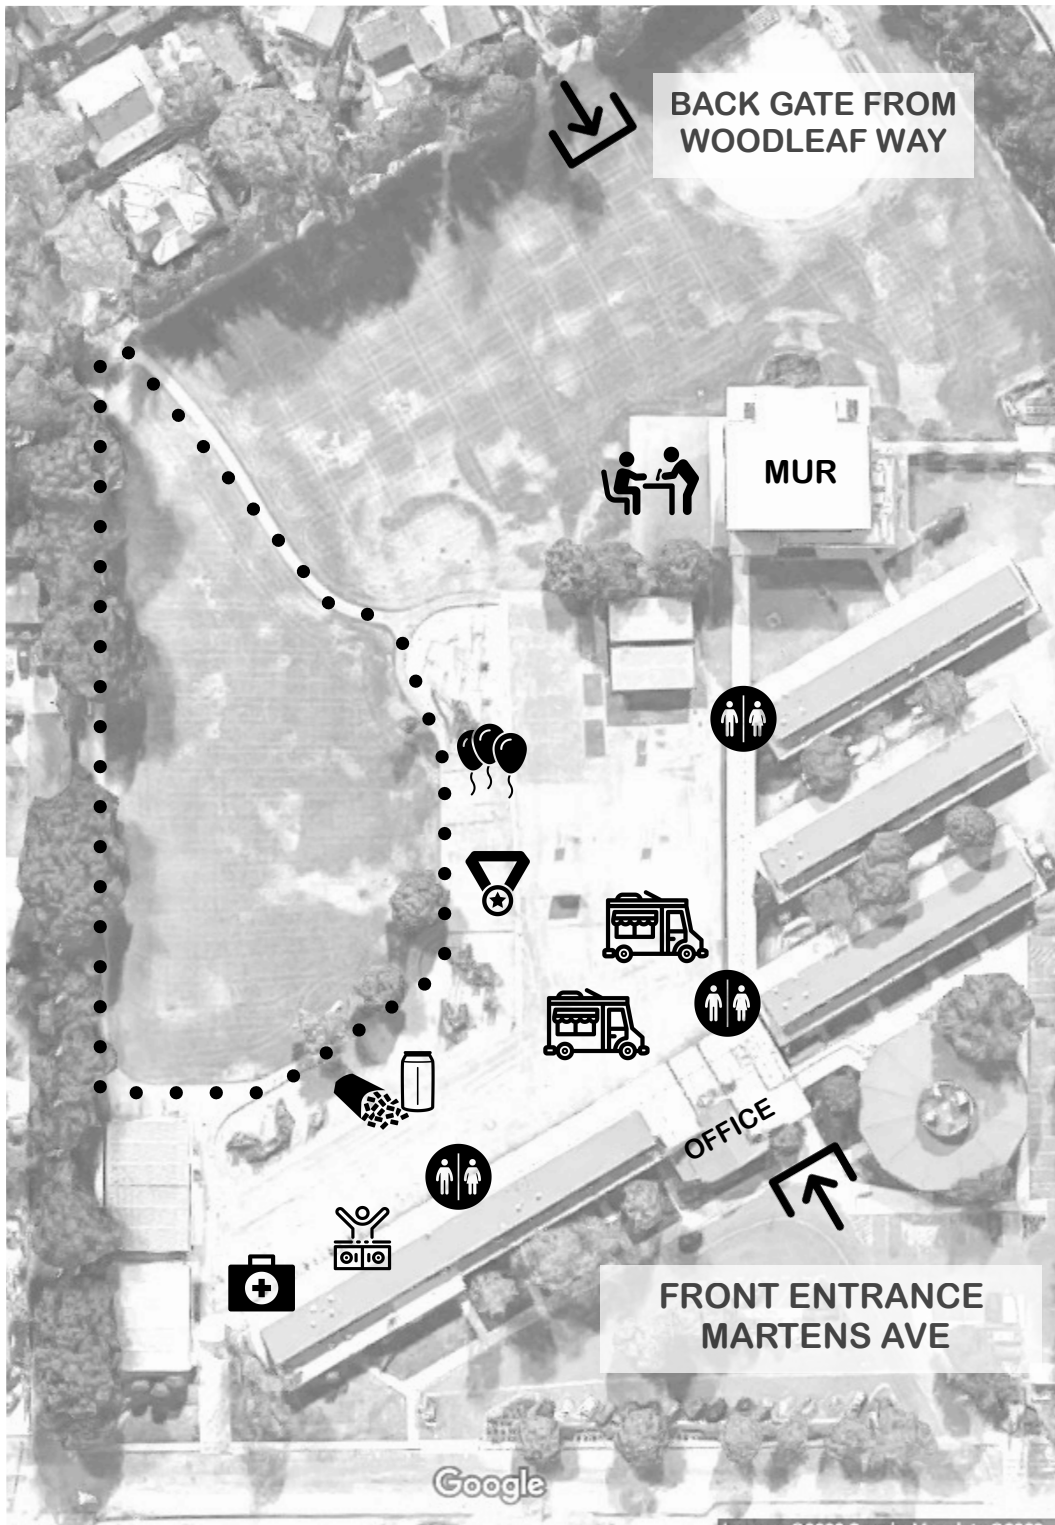 BACK GATE FROM
WOODLEAF WAY
MUR
OFFICE
FRONT ENTRANCE
MARTENS AVE
Google